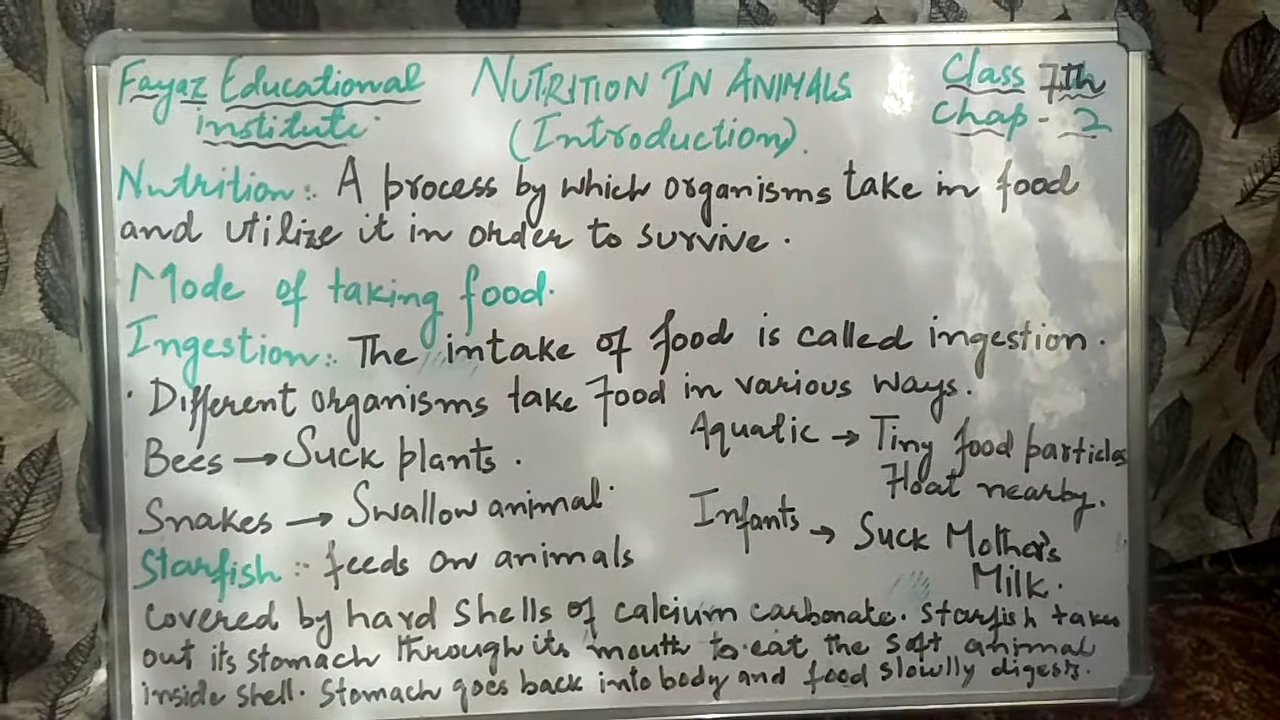 Fayaz Educational institute
NUTRITION IN ANIMALS
(Introduction).
Class 7th
Chap - 2
Nutrition:. A process by which organisms take in food
and utilize it in order to survive.
Mode of taking food.
Ingestion:. The intake of food is called ingestion.
. Different organisms take food in various ways.
Bees → Suck plants.
Snakes → Swallow animal.
Aquatic → Tiny food particles
float nearby.
Infants → Suck Mother's
Milk.
Starfish :- feeds on animals
covered by hard shells of calcium carbonate. Starfish takes
out its stomach through its mouth to eat the soft animal
inside shell. Stomach goes back into body and food slowlly digests.